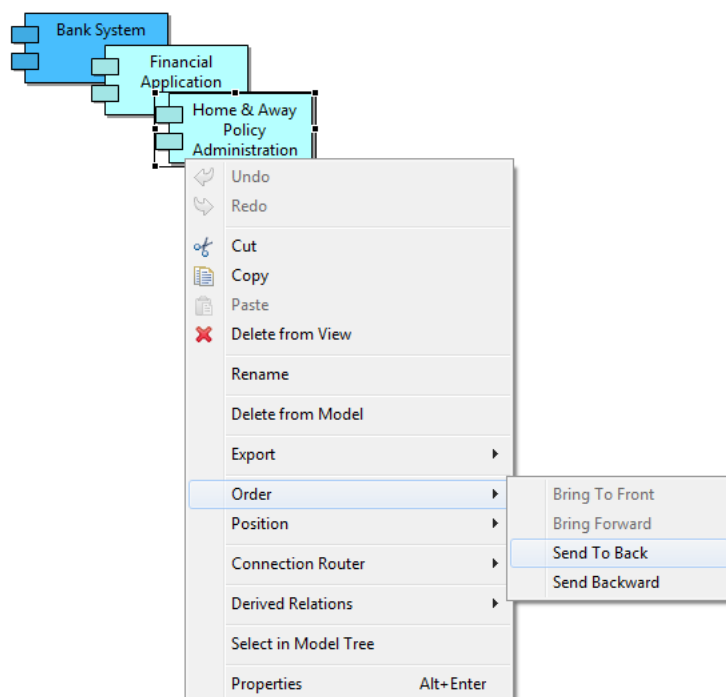 Bank System
Financial
Application
Home & Away
Policy
Administration
Undo
Redo
Cut
Copy
Paste
Delete from View
Rename
Delete from Model
Export
Order
Position
Connection Router
Derived Relations
Select in Model Tree
Properties Alt+Enter
Bring To Front
Bring Forward
Send To Back
Send Backward